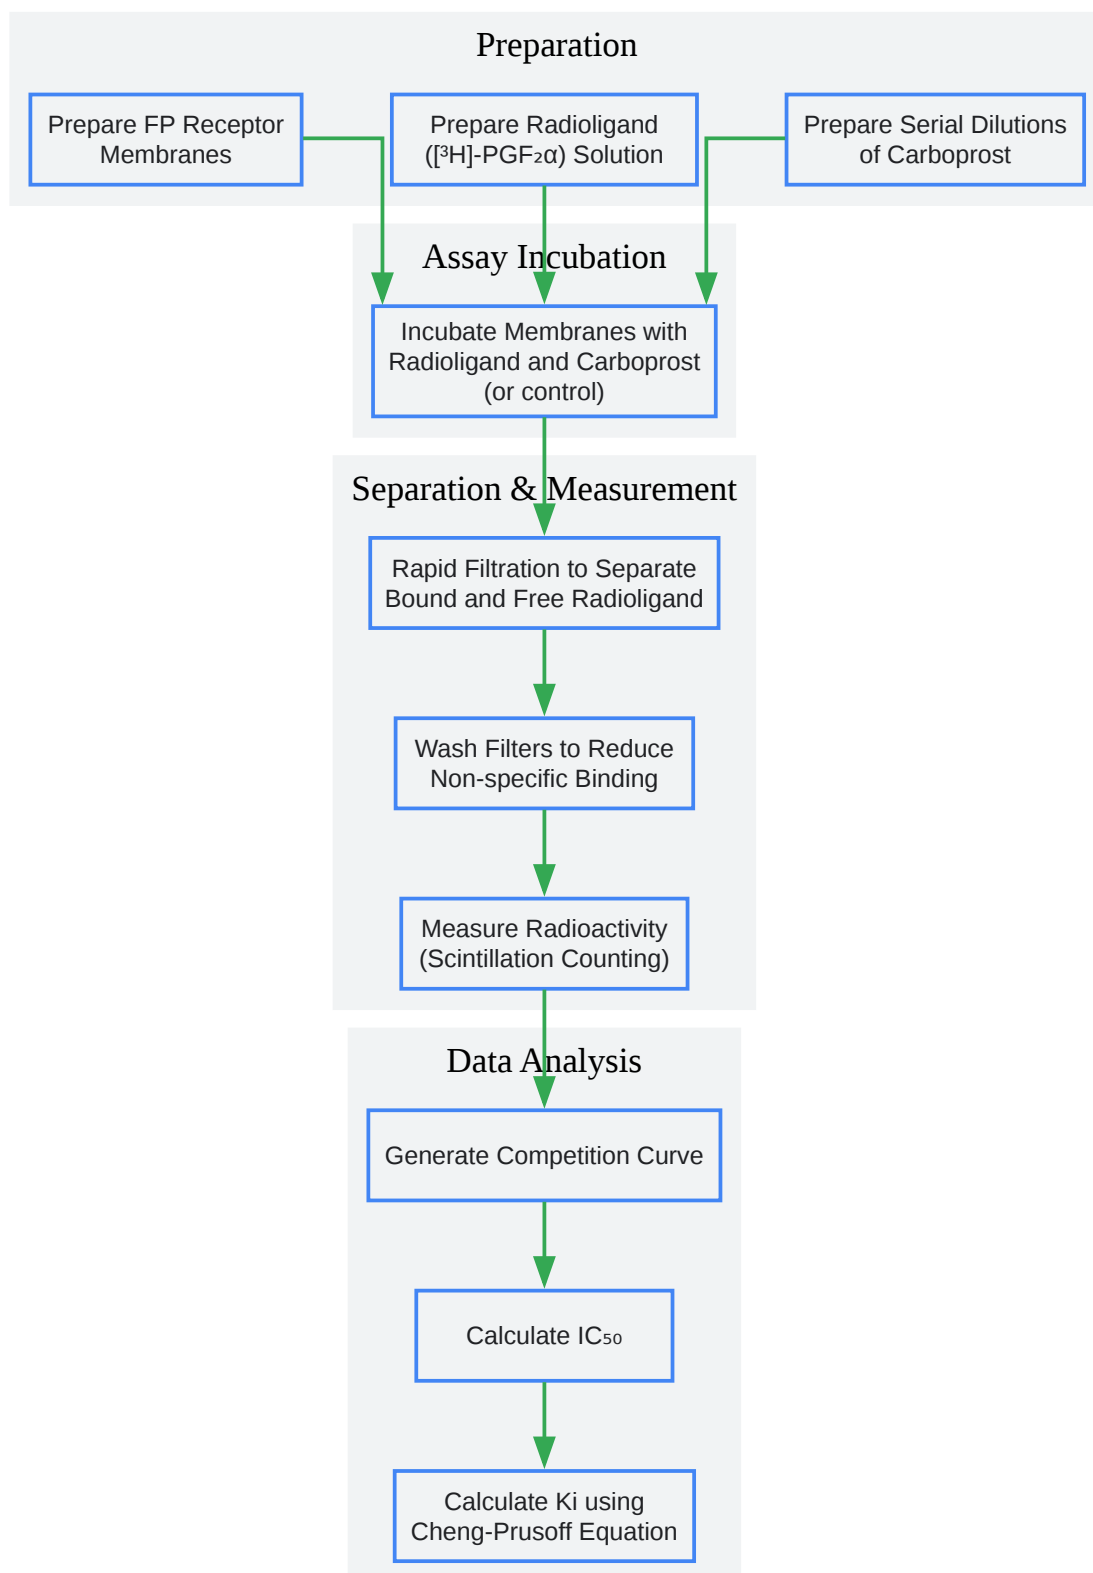 Preparation
Prepare FP Receptor
Membranes
Prepare Radioligand
([³H]-PGF₂α) Solution
Prepare Serial Dilutions
of Carboprost
Assay Incubation
Incubate Membranes with
Radioligand and Carboprost
(or control)
Separation & Measurement
Rapid Filtration to Separate
Bound and Free Radioligand
Wash Filters to Reduce
Non-specific Binding
Measure Radioactivity
(Scintillation Counting)
Data Analysis
Generate Competition Curve
Calculate IC₅₀
Calculate Ki using
Cheng-Prusoff Equation